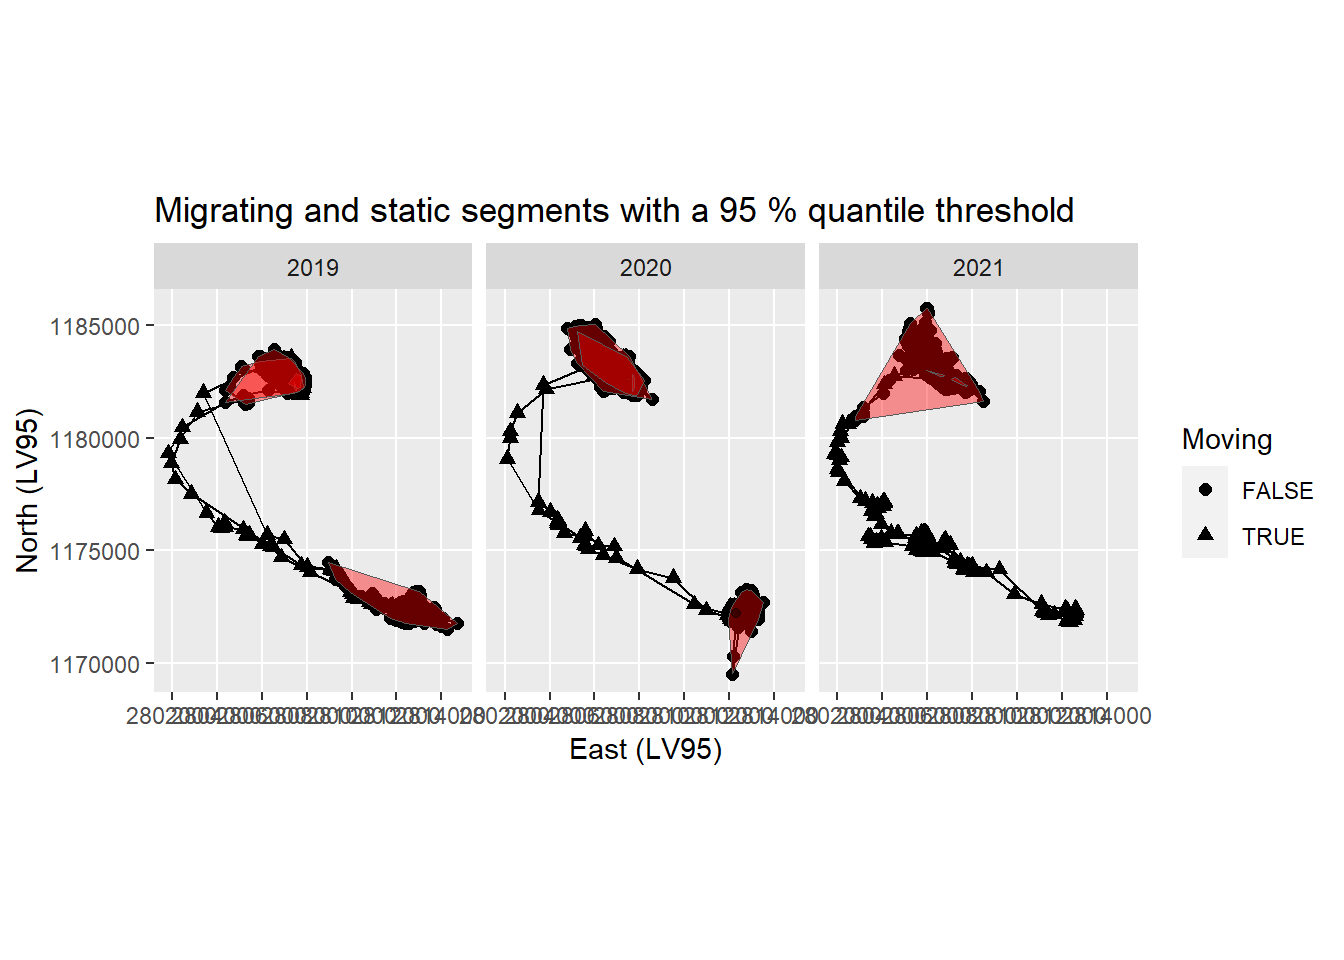 Migrating and static segments with a 95 % quantile threshold
2019 2020 2021
1185000
1180000
1175000
1170000
North (LV95)
East (LV95)
Moving
FALSE
TRUE